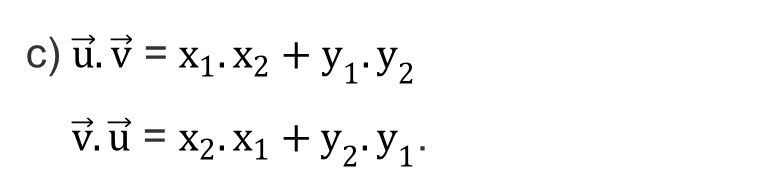 c) u⃗. v⃗ = x₁. x₂ + y₁. y₂
v⃗. u⃗ = x₂. x₁ + y₂. y₁.